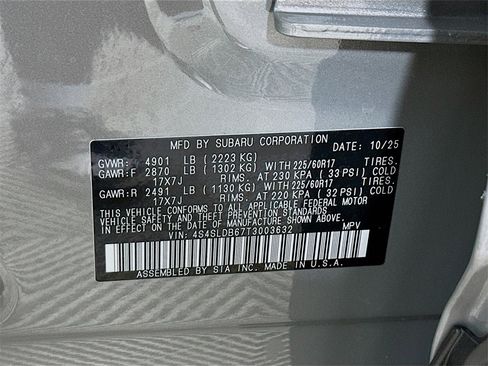 MFD BY SUBARU CORPORATION DATE: 10/25
GVWR: 4901 LB ( 2223 KG)
GAWR:F 2870 LB ( 1302 KG) WITH 225/60R17 TIRES.
17X7J RIMS. AT 230 KPA ( 33 PSI) COLD
GAWR:R 2491 LB ( 1130 KG) WITH 225/60R17 TIRES.
17X7J RIMS. AT 220 KPA ( 32 PSI) COLD
THIS VEHICLE CONFORMS TO ALL APPLICABLE FEDERAL MOTOR
VEHICLE SAFETY AND THEFT PREVENTION STANDARDS
IN EFFECT ON THE DATE OF MANUFACTURE SHOWN ABOVE.
VIN: 4S4SLDB67T3003632 MPV
ASSEMBLED BY SIA INC. MADE IN U.S.A.